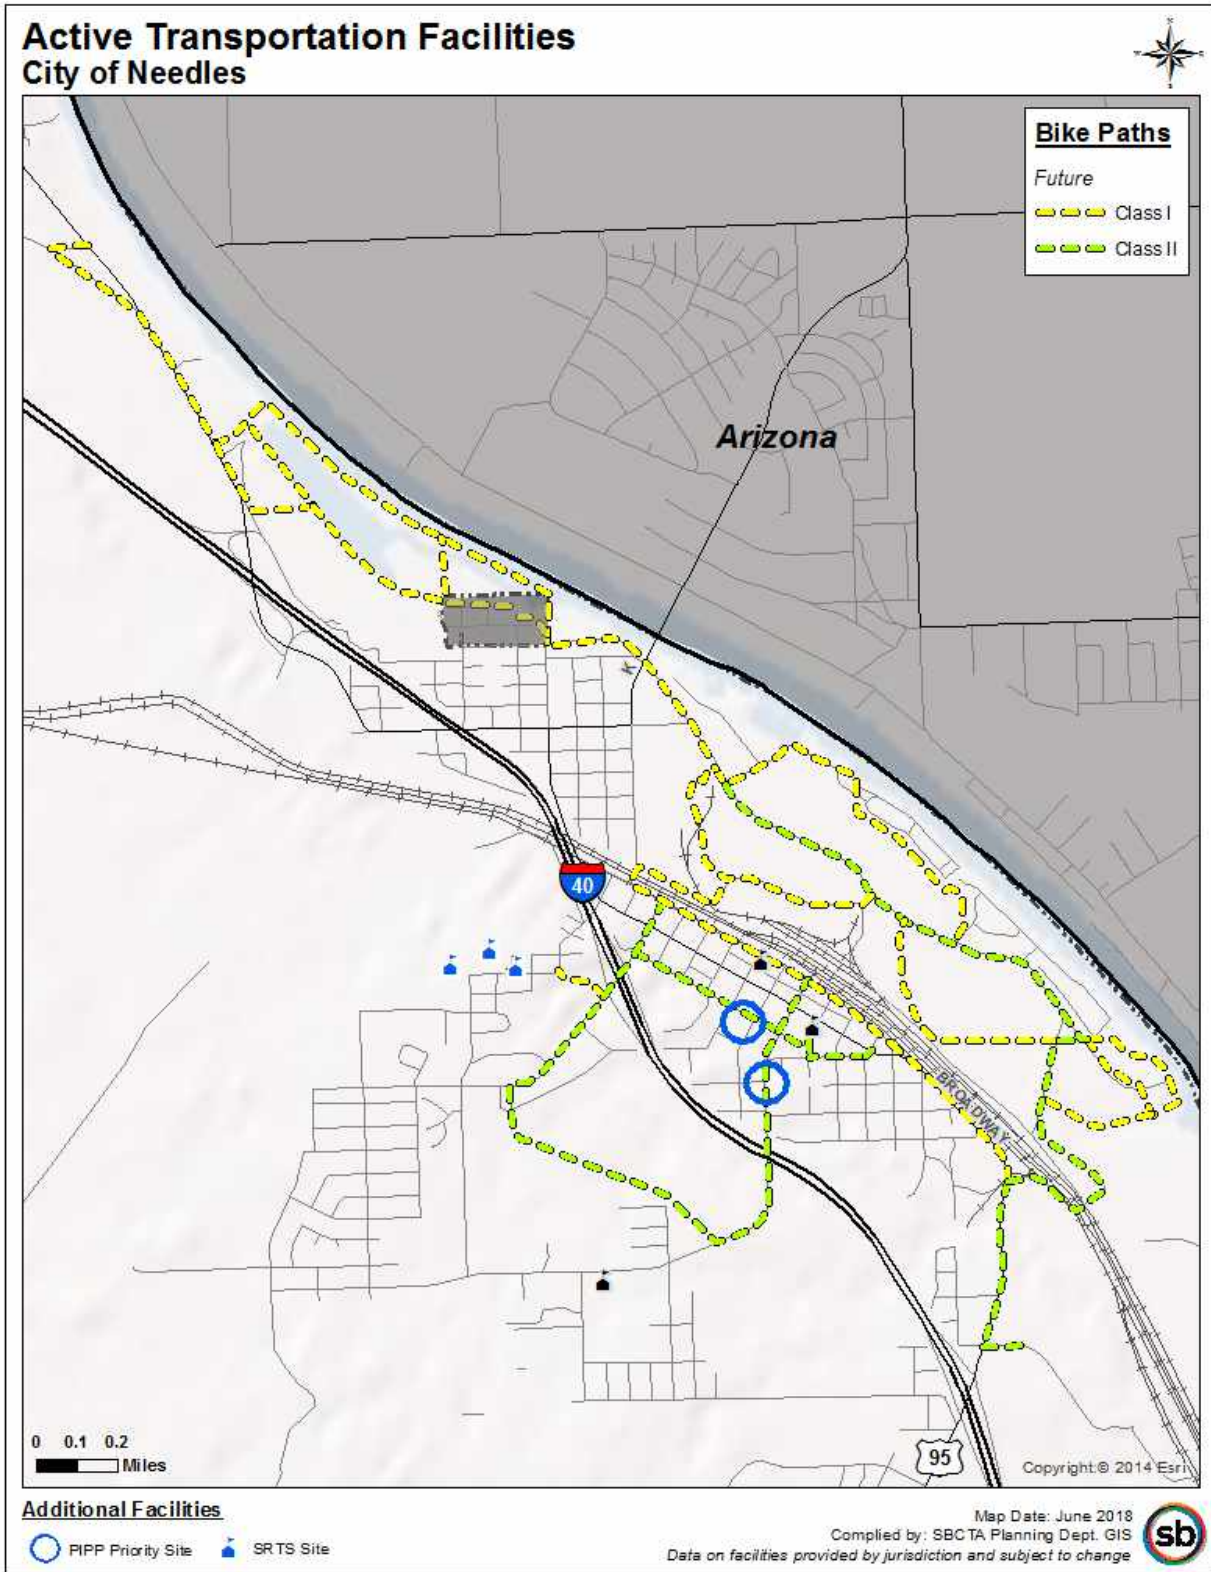 Active Transportation Facilities
City of Needles
Bike Paths
Future
Class I
Class II
Arizona
K
40
BROADWAY
0 0.1 0.2
Miles
95
Copyright:© 2014 Esri
Additional Facilities
PIPP Priority Site
SRTS Site
Map Date: June 2018
Complied by: SBCTA Planning Dept. GIS
Data on facilities provided by jurisdiction and subject to change
sb